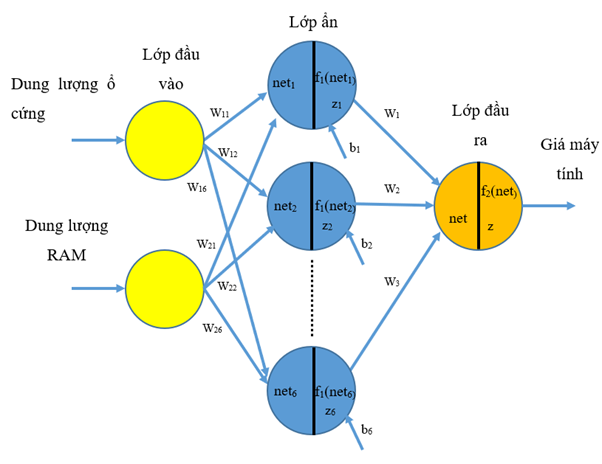 Lớp ẩn
Lớp đầu
vào
Dung lượng ổ
cứng
net₁
f₁(net₁)
z₁
W₁₁
W₁
Lớp đầu
ra
Giá máy
tính
b₁
W₁₂
W₁₆
net₂
f₁(net₂)
z₂
W₂
net
f₂(net)
z
Dung lượng
RAM
W₂₁
b₂
W₂₂
W₃
W₂₆
net₆
f₁(net₆)
z₆
b₆